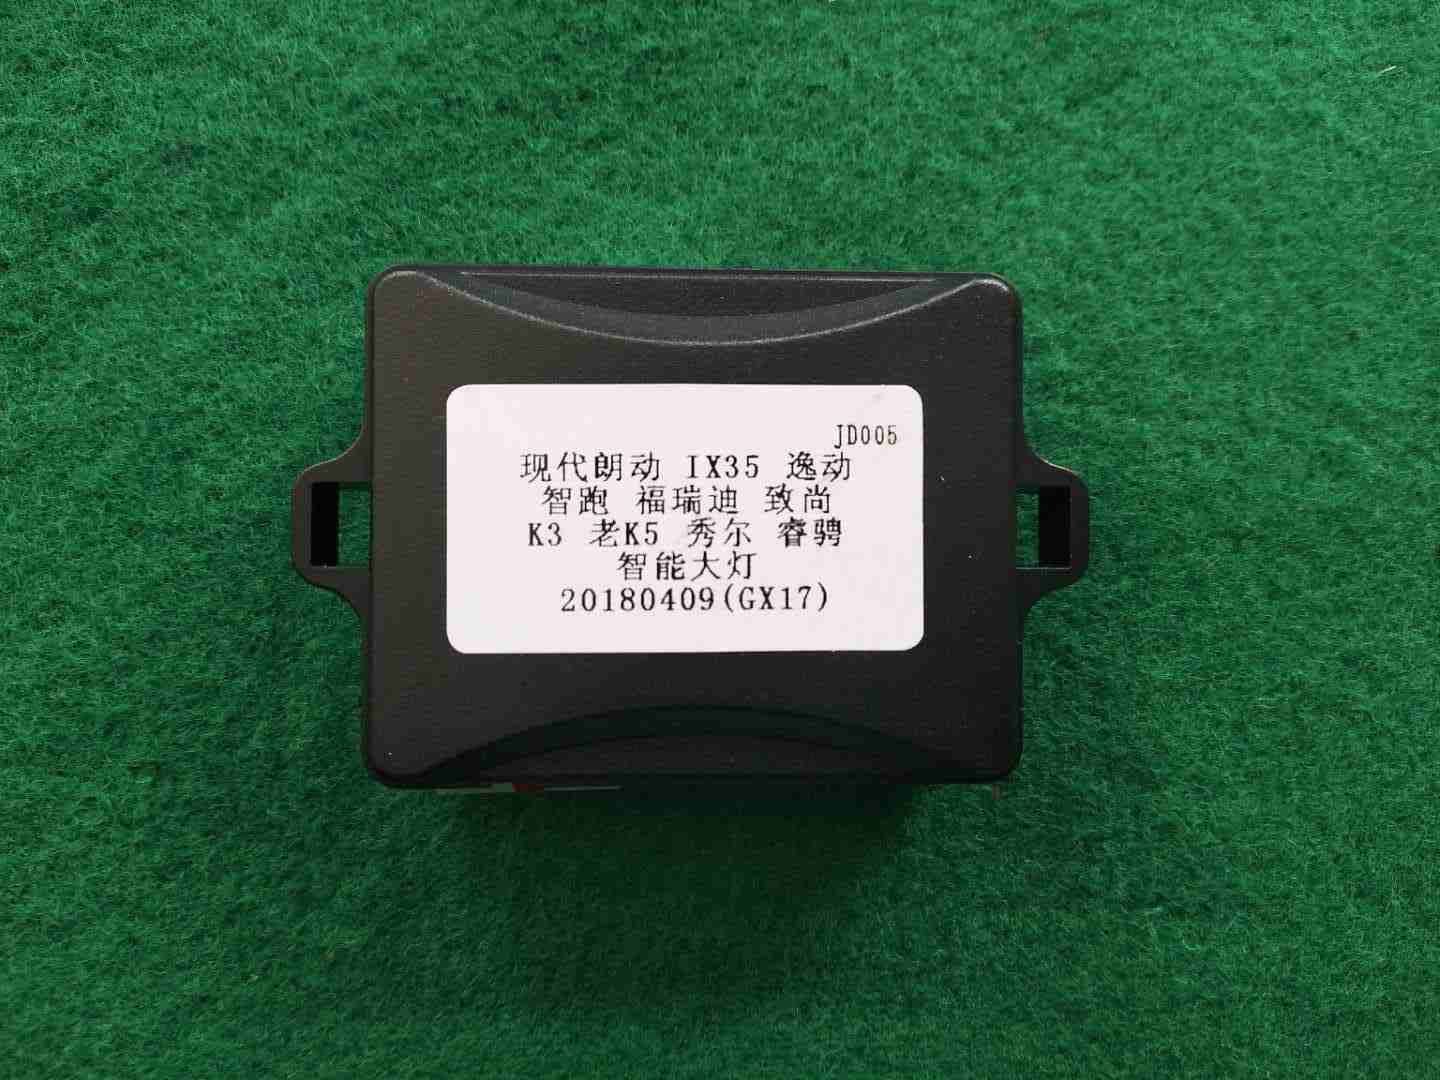 JD005
现代朗动 IX35 逸动
智跑 福瑞迪 致尚
K3 老K5 秀尔 睿骋
智能大灯
20180409(GX17)